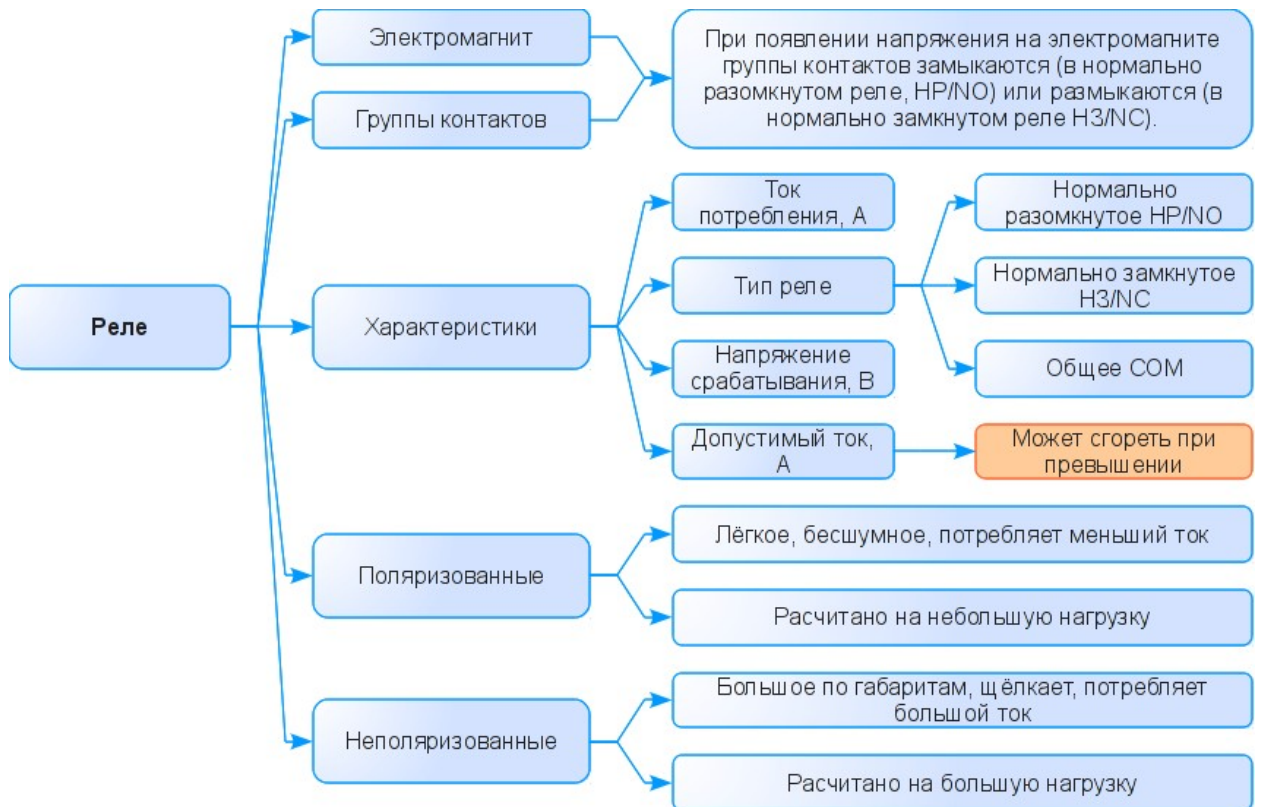 Электромагнит
Группы контактов
При появлении напряжения на электромагните
группы контактов замыкаются (в нормально
разомкнутом реле, НР/NO) или размыкаются (в
нормально замкнутом реле НЗ/NC).
Реле
Характеристики
Ток
потребления, А
Тип реле
Нормально
разомкнутое НР/NO
Нормально замкнутое
НЗ/NC
Общее COM
Напряжение
срабатывания, В
Допустимый ток,
А
Может сгореть при
превышении
Поляризованные
Лёгкое, бесшумное, потребляет меньший ток
Расчитано на небольшую нагрузку
Неполяризованные
Большое по габаритам, щёлкает, потребляет
большой ток
Расчитано на большую нагрузку